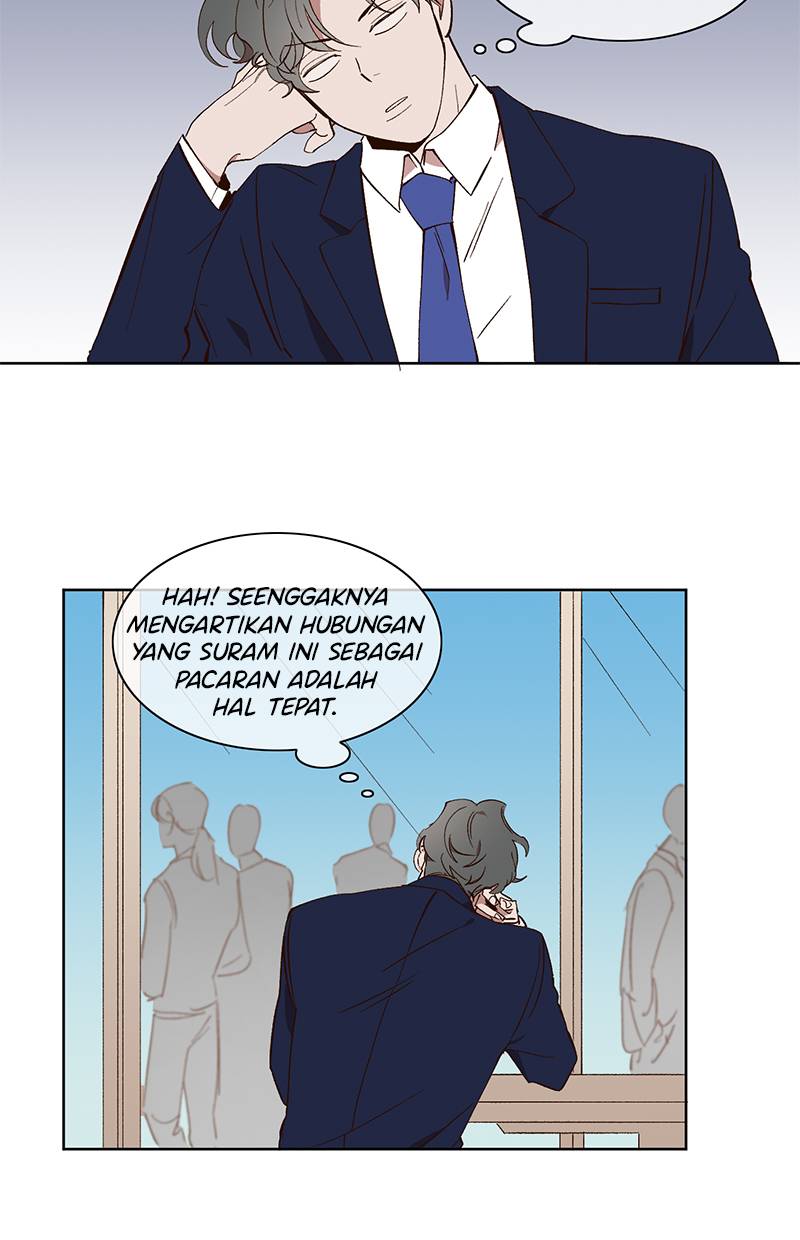 HAH! SEENGGAKNYA
MENGARTIKAN HUBUNGAN
YANG SURAM INI SEBAGAI
PACARAN ADALAH
HAL TEPAT.